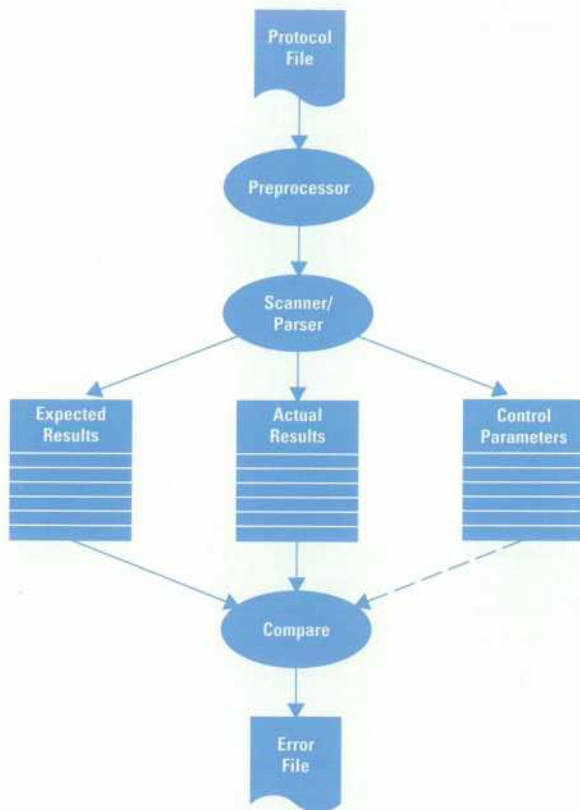 Protocol
File
Preprocessor
Scanner/
Parser
Expected
Results
Actual
Results
Control
Parameters
Compare
Error
File